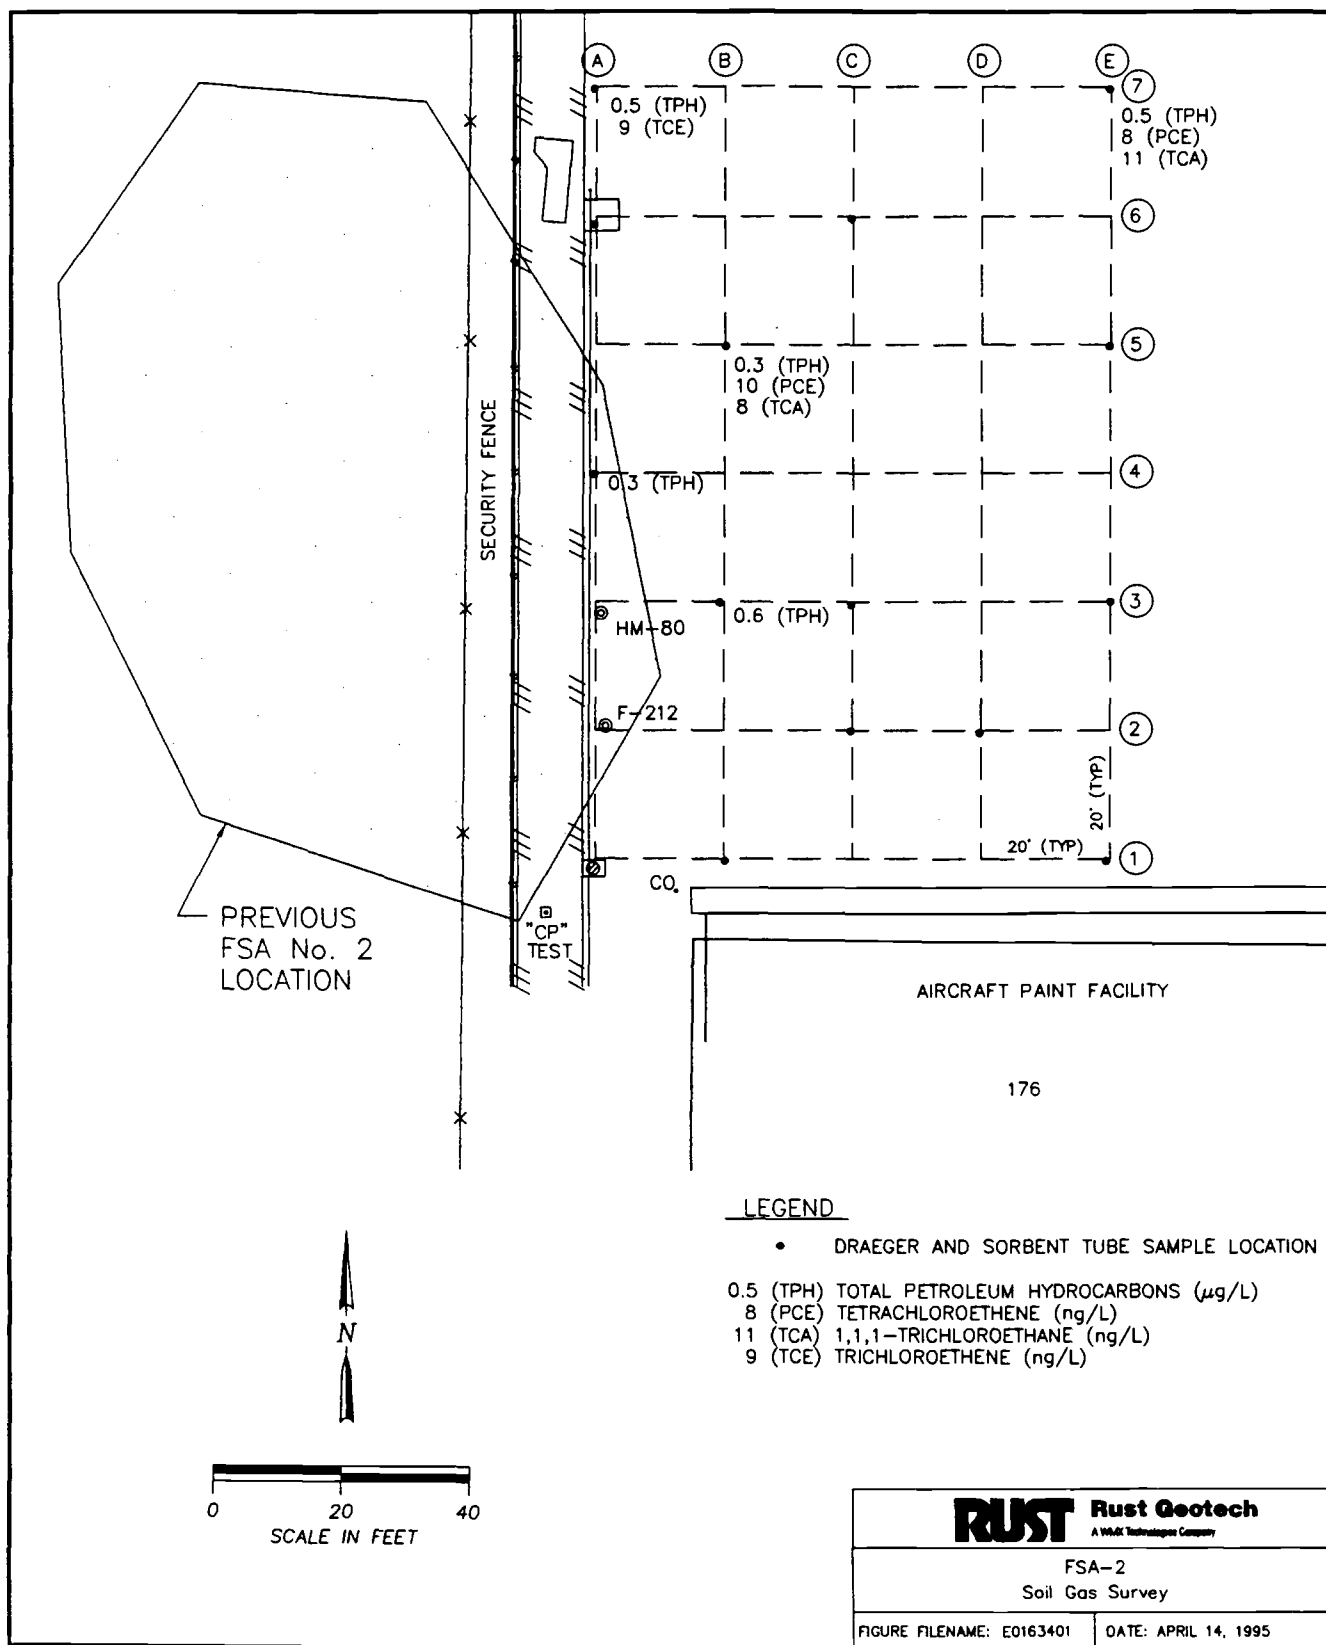 A B C D E
7
0.5 (TPH)
9 (TCE)
0.5 (TPH)
8 (PCE)
11 (TCA)
6
5
0.3 (TPH)
10 (PCE)
8 (TCA)
SECURITY FENCE
4
0.3 (TPH)
3
0.6 (TPH)
HM-80
F-212
2
20' (TYP)
20' (TYP)
1
CO.
PREVIOUS
FSA No. 2
LOCATION
"CP"
TEST
AIRCRAFT PAINT FACILITY
176
LEGEND
• DRAEGER AND SORBENT TUBE SAMPLE LOCATION
0.5 (TPH) TOTAL PETROLEUM HYDROCARBONS (µg/L)
8 (PCE) TETRACHLOROETHENE (ng/L)
11 (TCA) 1,1,1-TRICHLOROETHANE (ng/L)
9 (TCE) TRICHLOROETHENE (ng/L)
N
0 20 40
SCALE IN FEET
RUST Rust Geotech
A WMX Technologies Company
FSA-2
Soil Gas Survey
FIGURE FILENAME: E0163401 DATE: APRIL 14, 1995